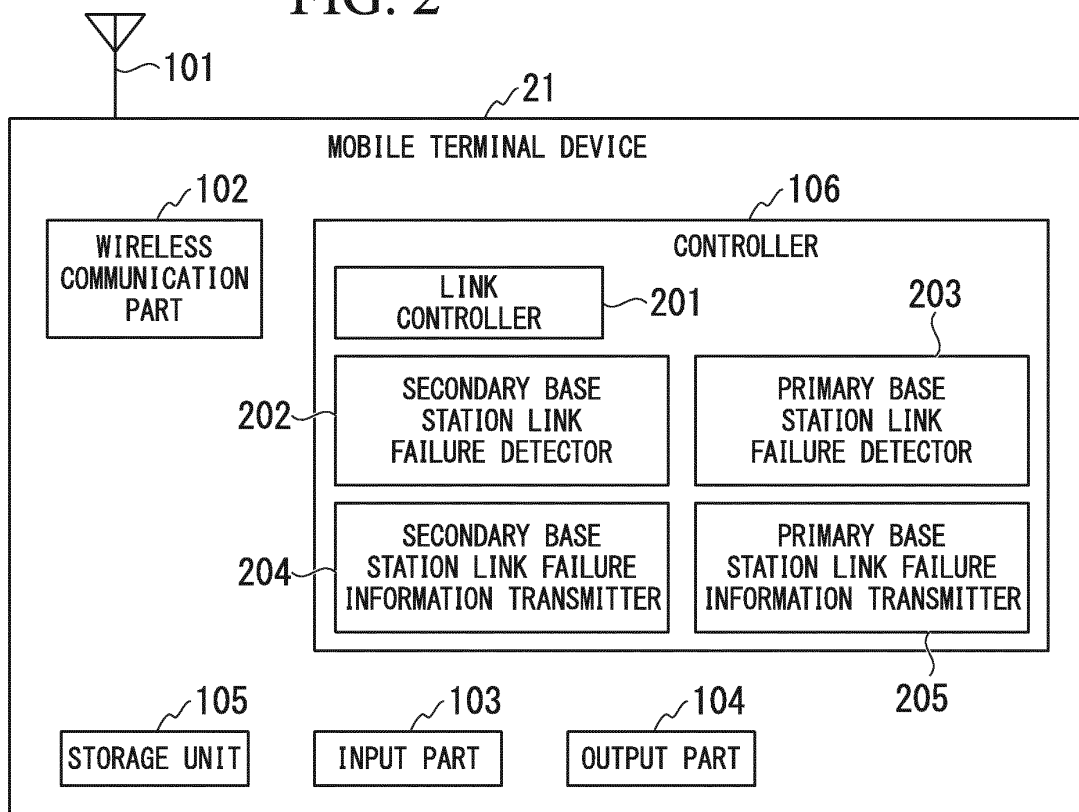 FIG. 2
101
21
MOBILE TERMINAL DEVICE
102
WIRELESS
COMMUNICATION
PART
106
CONTROLLER
LINK
CONTROLLER
201
203
202
SECONDARY BASE
STATION LINK
FAILURE DETECTOR
PRIMARY BASE
STATION LINK
FAILURE DETECTOR
204
SECONDARY BASE
STATION LINK FAILURE
INFORMATION TRANSMITTER
PRIMARY BASE
STATION LINK FAILURE
INFORMATION TRANSMITTER
205
105
STORAGE UNIT
103
INPUT PART
104
OUTPUT PART